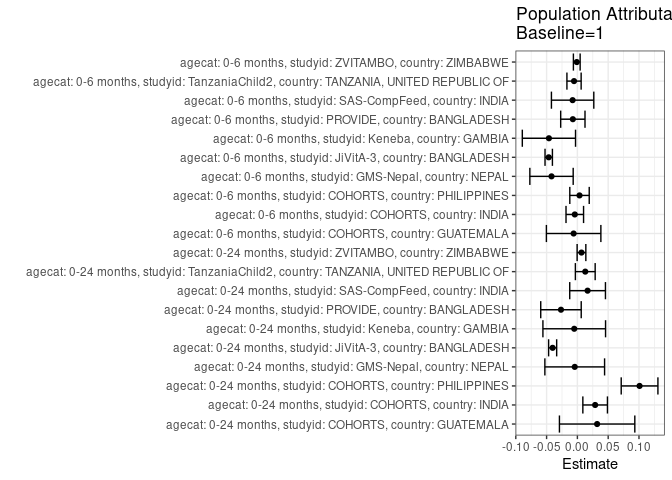 Population Attributa
Baseline=1
agecat: 0-6 months, studyid: ZVITAMBO, country: ZIMBABWE
agecat: 0-6 months, studyid: TanzaniaChild2, country: TANZANIA, UNITED REPUBLIC OF
agecat: 0-6 months, studyid: SAS-CompFeed, country: INDIA
agecat: 0-6 months, studyid: PROVIDE, country: BANGLADESH
agecat: 0-6 months, studyid: Keneba, country: GAMBIA
agecat: 0-6 months, studyid: JiVitA-3, country: BANGLADESH
agecat: 0-6 months, studyid: GMS-Nepal, country: NEPAL
agecat: 0-6 months, studyid: COHORTS, country: PHILIPPINES
agecat: 0-6 months, studyid: COHORTS, country: INDIA
agecat: 0-6 months, studyid: COHORTS, country: GUATEMALA
agecat: 0-24 months, studyid: ZVITAMBO, country: ZIMBABWE
agecat: 0-24 months, studyid: TanzaniaChild2, country: TANZANIA, UNITED REPUBLIC OF
agecat: 0-24 months, studyid: SAS-CompFeed, country: INDIA
agecat: 0-24 months, studyid: PROVIDE, country: BANGLADESH
agecat: 0-24 months, studyid: Keneba, country: GAMBIA
agecat: 0-24 months, studyid: JiVitA-3, country: BANGLADESH
agecat: 0-24 months, studyid: GMS-Nepal, country: NEPAL
agecat: 0-24 months, studyid: COHORTS, country: PHILIPPINES
agecat: 0-24 months, studyid: COHORTS, country: INDIA
agecat: 0-24 months, studyid: COHORTS, country: GUATEMALA
-0.10 -0.05 0.00 0.05 0.10
Estimate